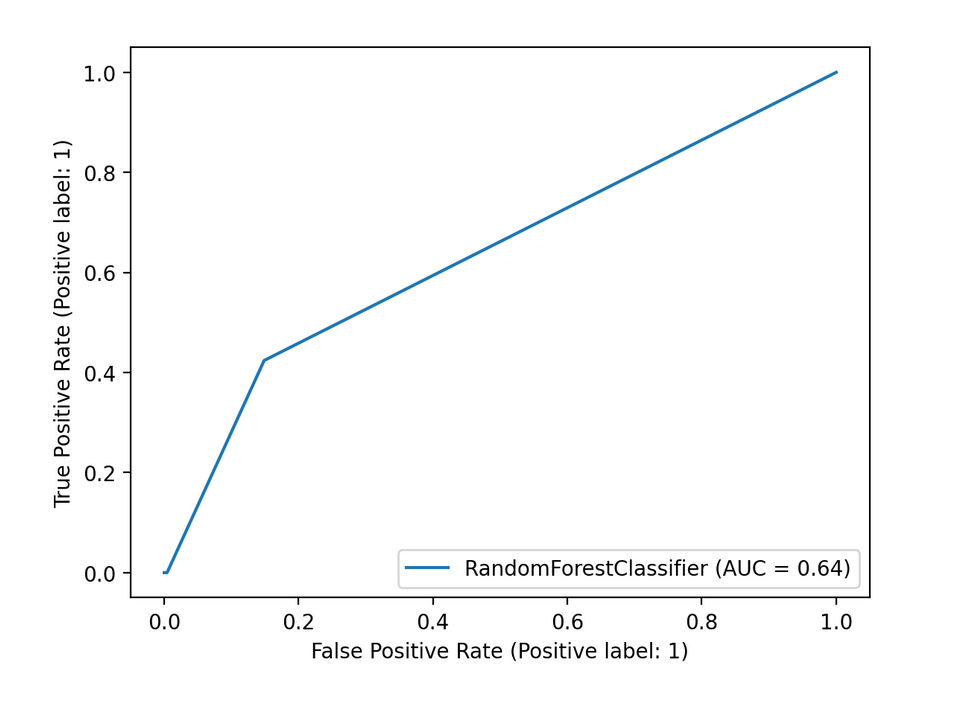 1.0
0.8
0.6
0.4
0.2
0.0
True Positive Rate (Positive label: 1)
RandomForestClassifier (AUC = 0.64)
0.0 0.2 0.4 0.6 0.8 1.0
False Positive Rate (Positive label: 1)